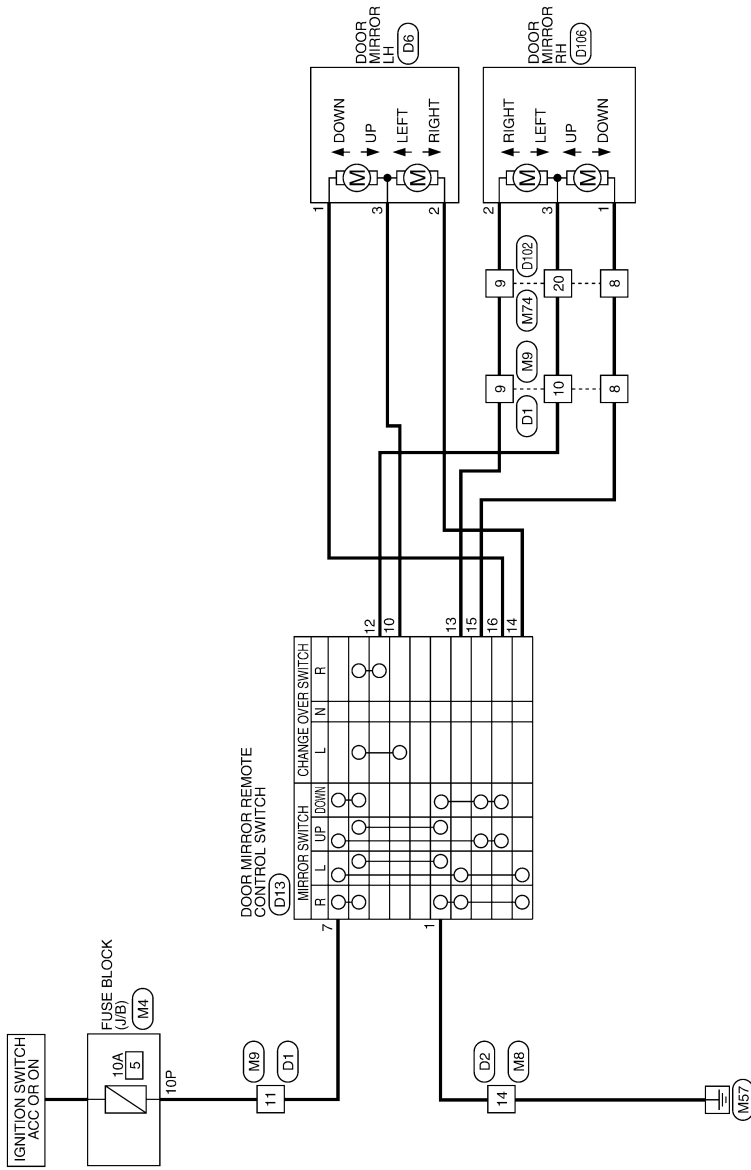 IGNITION SWITCH
ACC OR ON
FUSE BLOCK
(J/B)
M4
10A
5
10P
M9
11
D1
D2
14
M8
M57
DOOR MIRROR REMOTE
CONTROL SWITCH
D13
MIRROR SWITCH
CHANGE OVER SWITCH
R
L
UP
DOWN
L
N
R
7
1
12
10
13
15
16
14
D1
M9
M74
D102
9
9
10
20
8
8
DOOR
MIRROR
LH
D6
1
3
2
M
M
DOWN
UP
LEFT
RIGHT
DOOR
MIRROR
RH
D106
2
3
1
M
M
RIGHT
LEFT
UP
DOWN